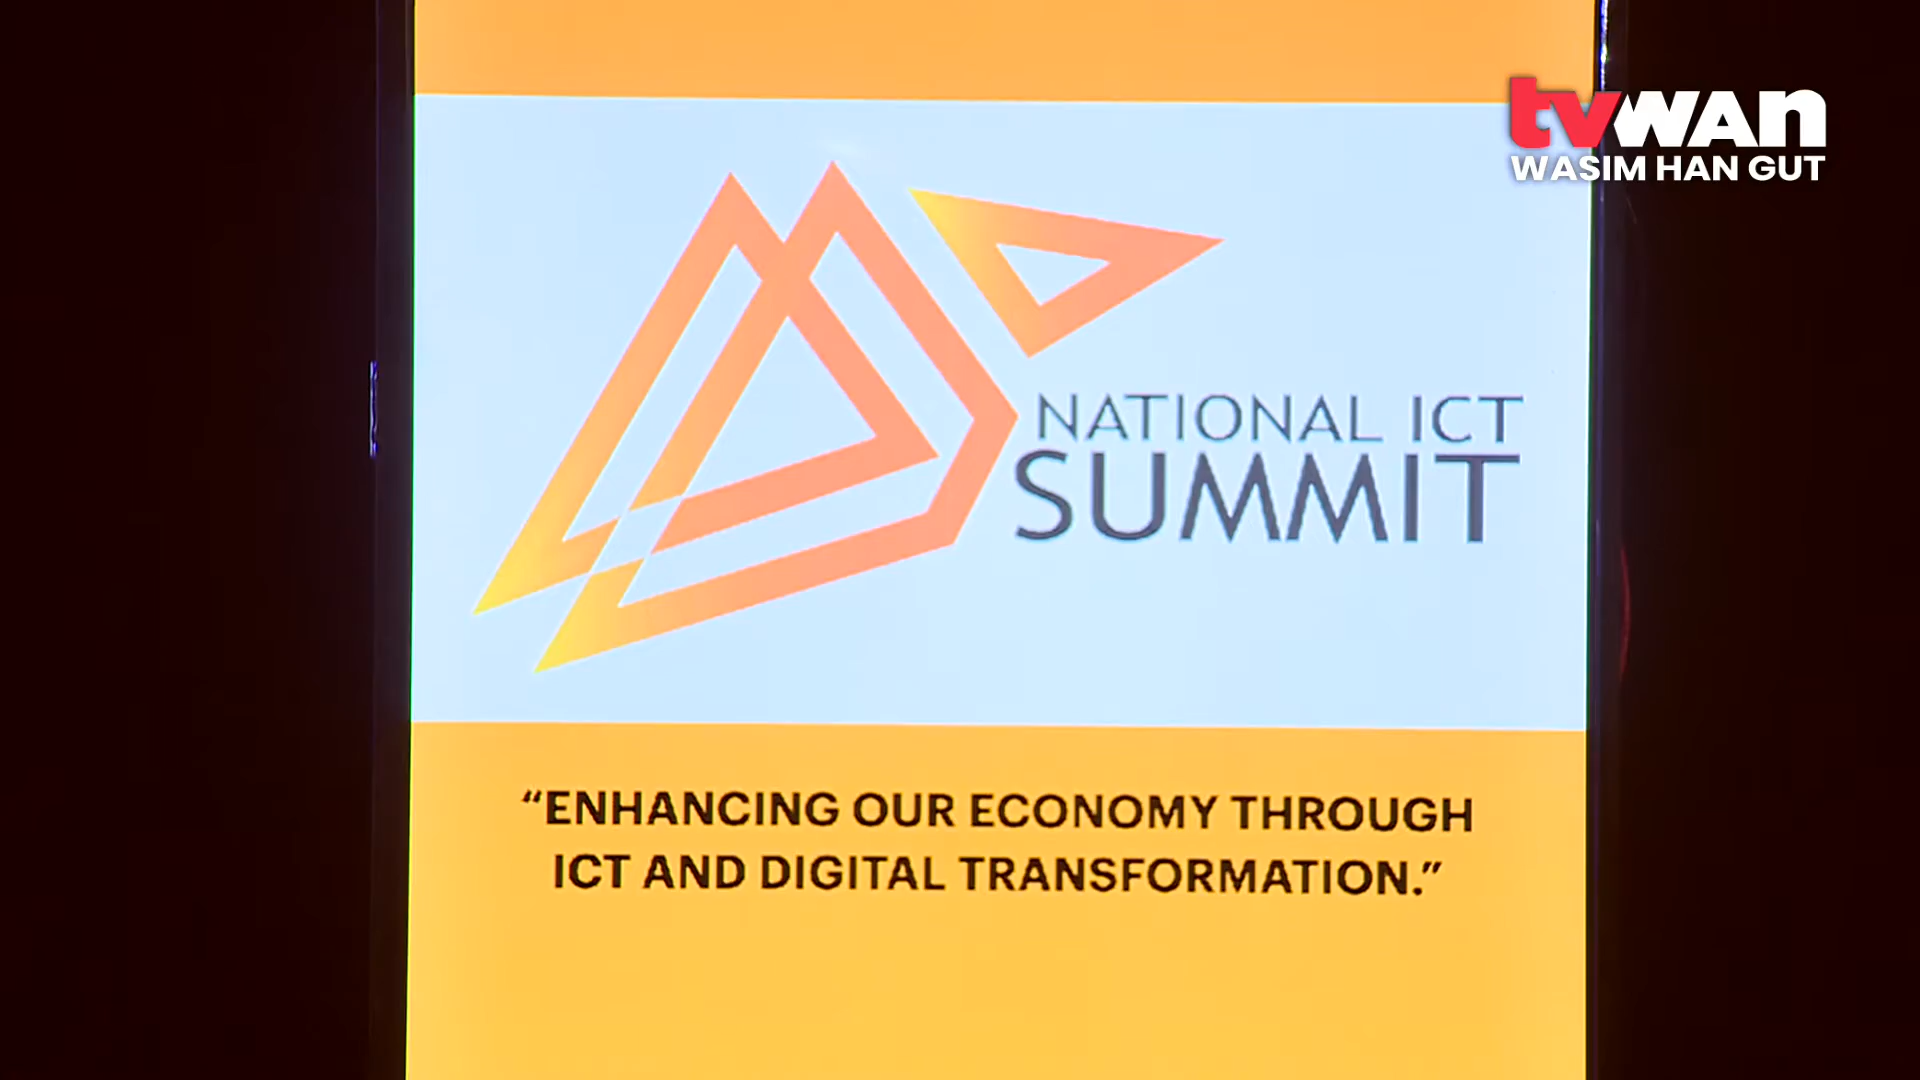 tvwan
WASIM HAN GUT
NATIONAL ICT
SUMMIT
“ENHANCING OUR ECONOMY THROUGH
ICT AND DIGITAL TRANSFORMATION.”